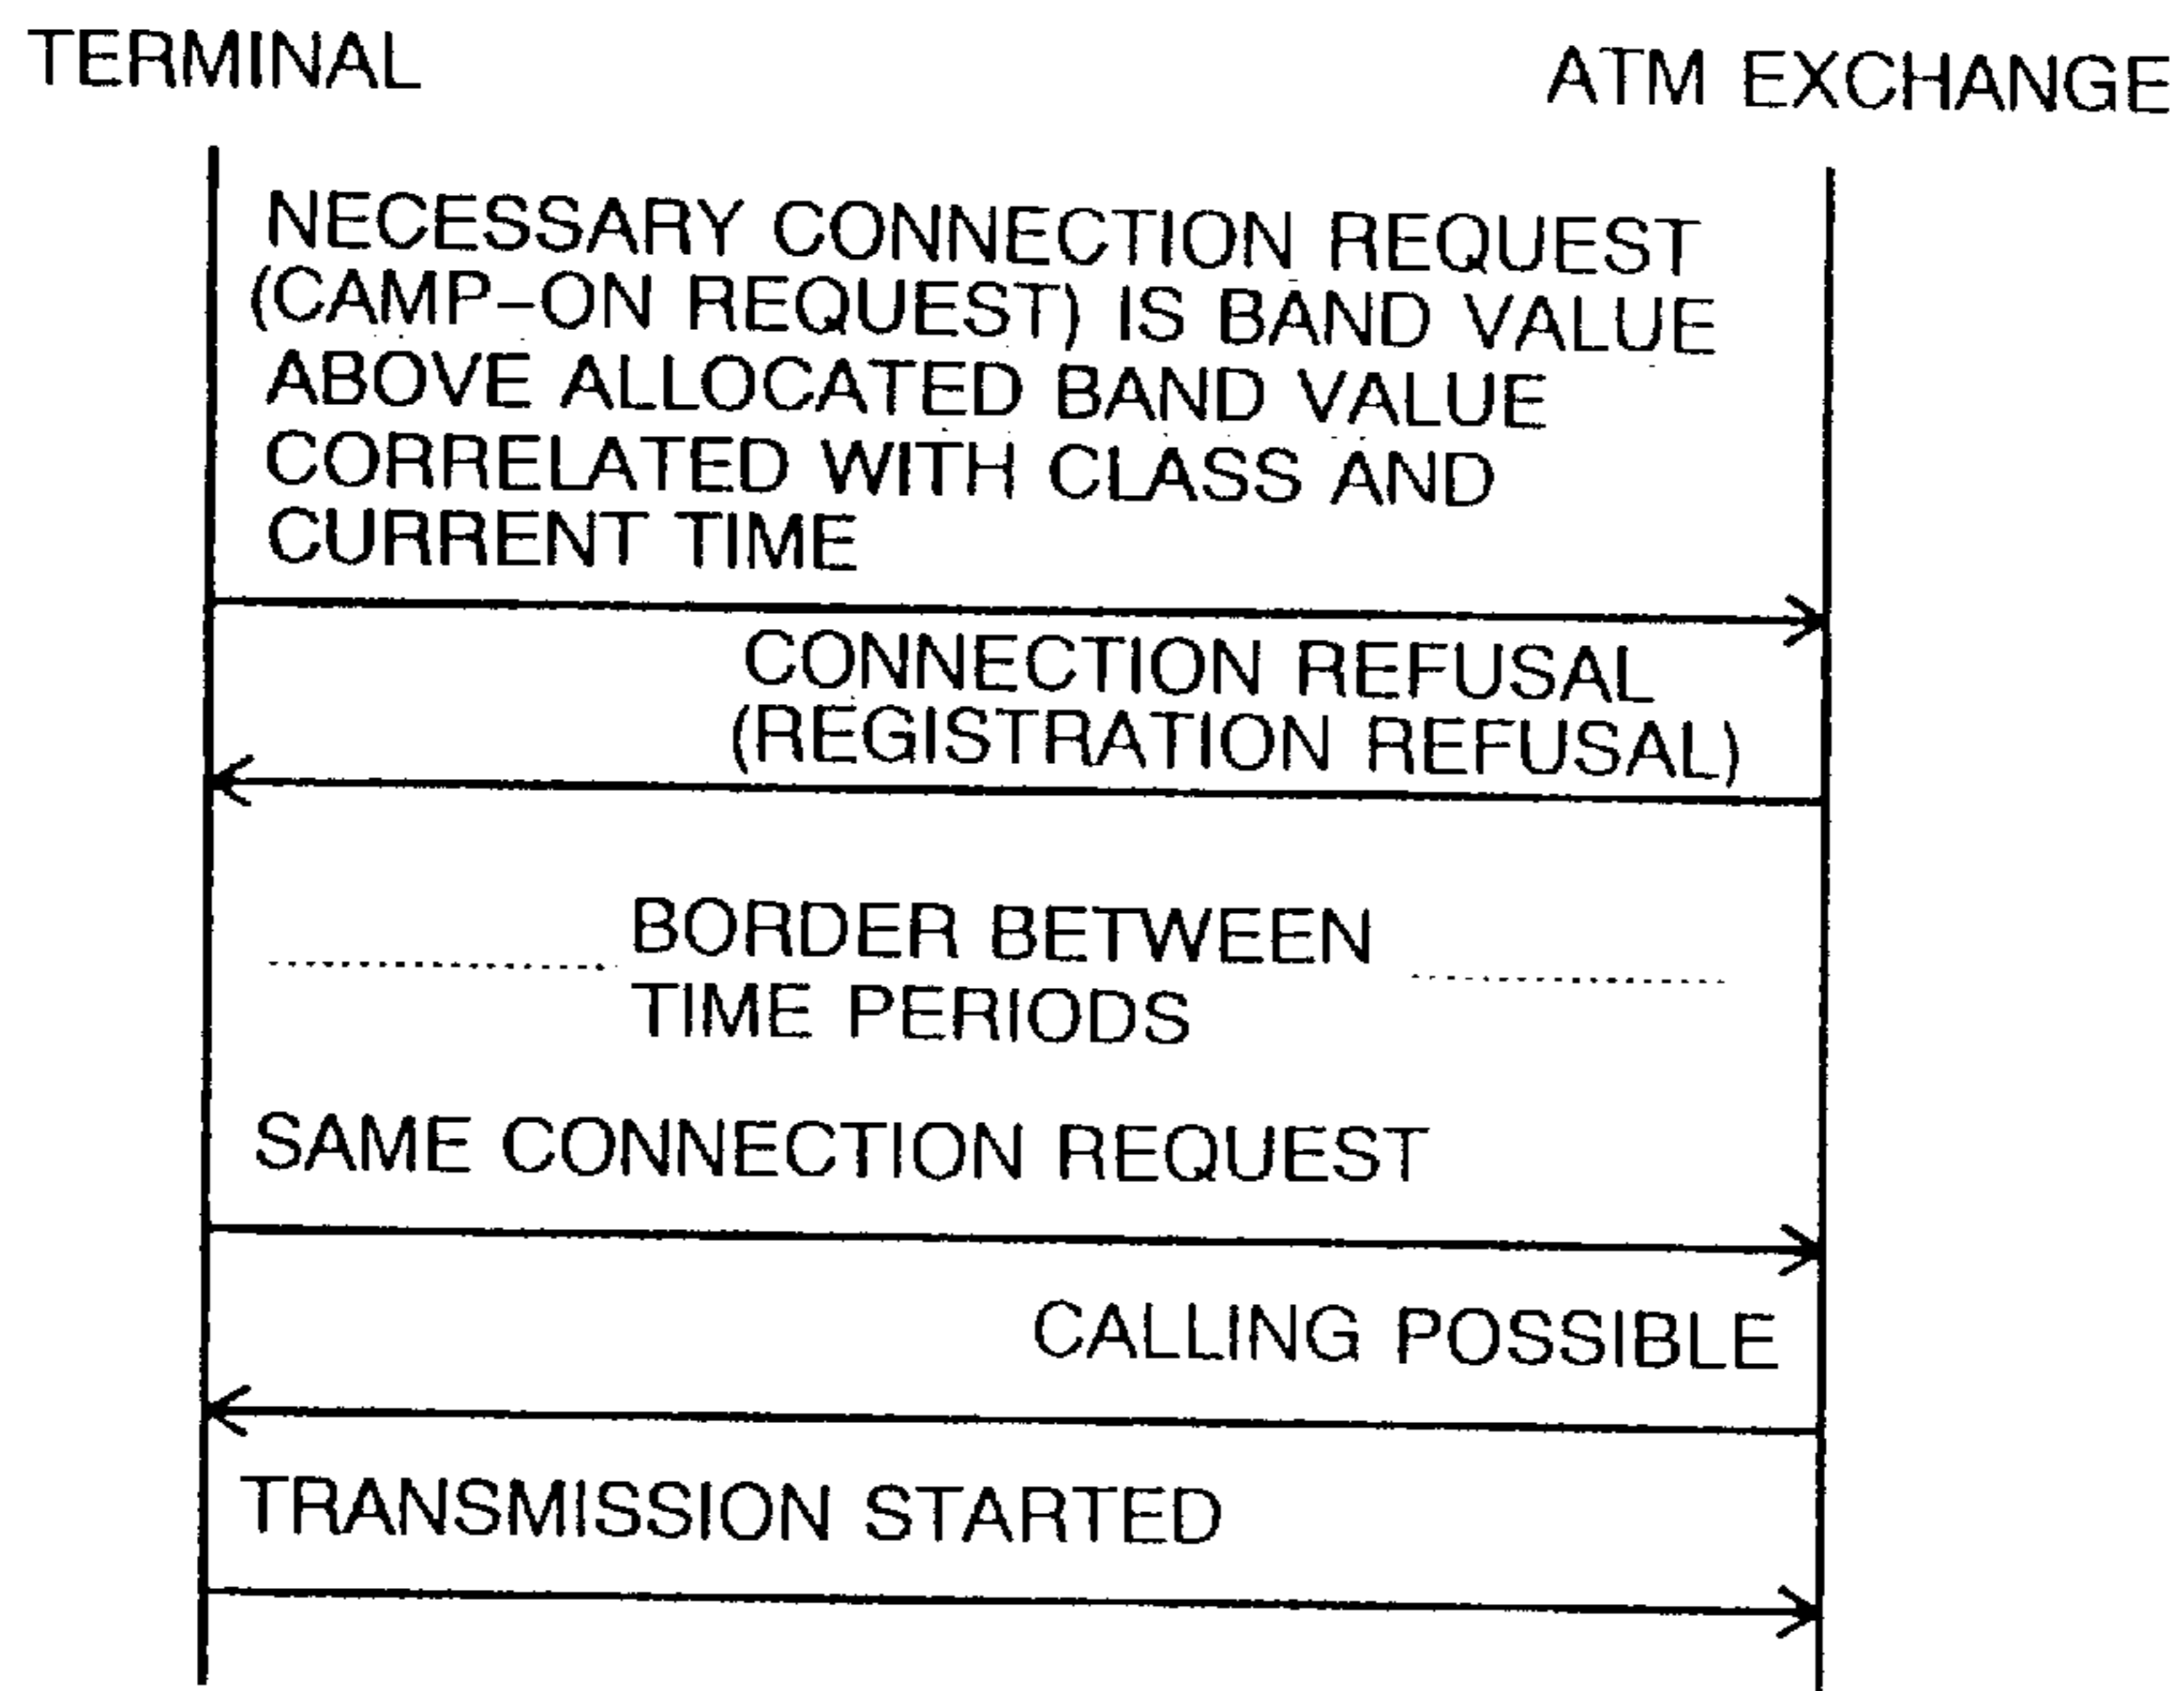 TERMINAL
ATM EXCHANGE
NECESSARY CONNECTION REQUEST
(CAMP-ON REQUEST) IS BAND VALUE
ABOVE ALLOCATED BAND VALUE
CORRELATED WITH CLASS AND
CURRENT TIME
CONNECTION REFUSAL
(REGISTRATION REFUSAL)
BORDER BETWEEN
TIME PERIODS
SAME CONNECTION REQUEST
CALLING POSSIBLE
TRANSMISSION STARTED